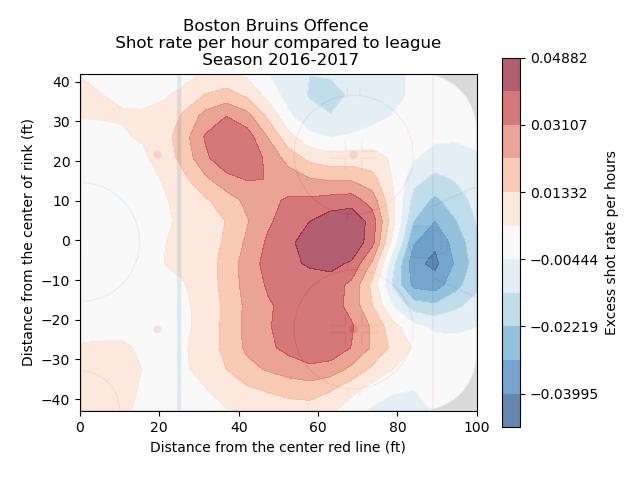 Boston Bruins Offence
Shot rate per hour compared to league
Season 2016-2017
40
30
20
10
0
−10
−20
−30
−40
Distance from the center of rink (ft)
0 20 40 60 80 100
Distance from the center red line (ft)
0.04882
0.03107
0.01332
−0.00444
−0.02219
−0.03995
Excess shot rate per hours